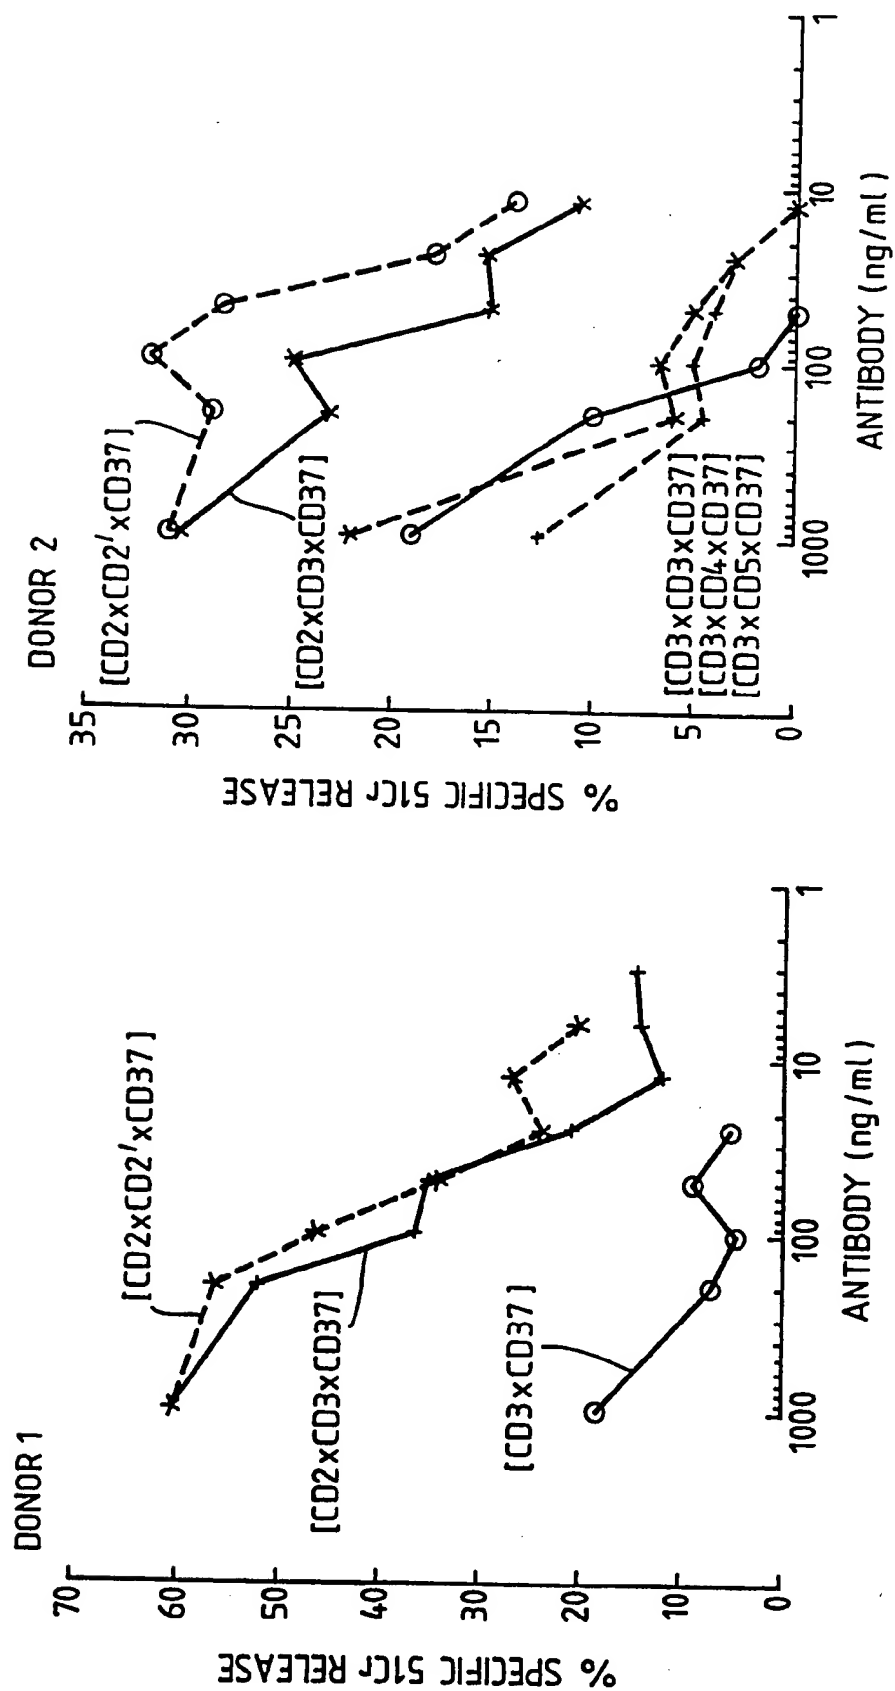 DONOR 1
% SPECIFIC 51Cr RELEASE
70
60
50
40
30
20
10
0
[CD2xCD2'xCD37]
[CD2xCD3xCD37]
[CD3xCD37]
1000
100
10
1
ANTIBODY (ng/ml)
DONOR 2
% SPECIFIC 51Cr RELEASE
35
30
25
20
15
10
5
0
[CD2xCD2'xCD37]
[CD2xCD3xCD37]
[CD3xCD3xCD37]
[CD3xCD4xCD37]
[CD3xCD5xCD37]
1000
100
10
1
ANTIBODY (ng/ml)